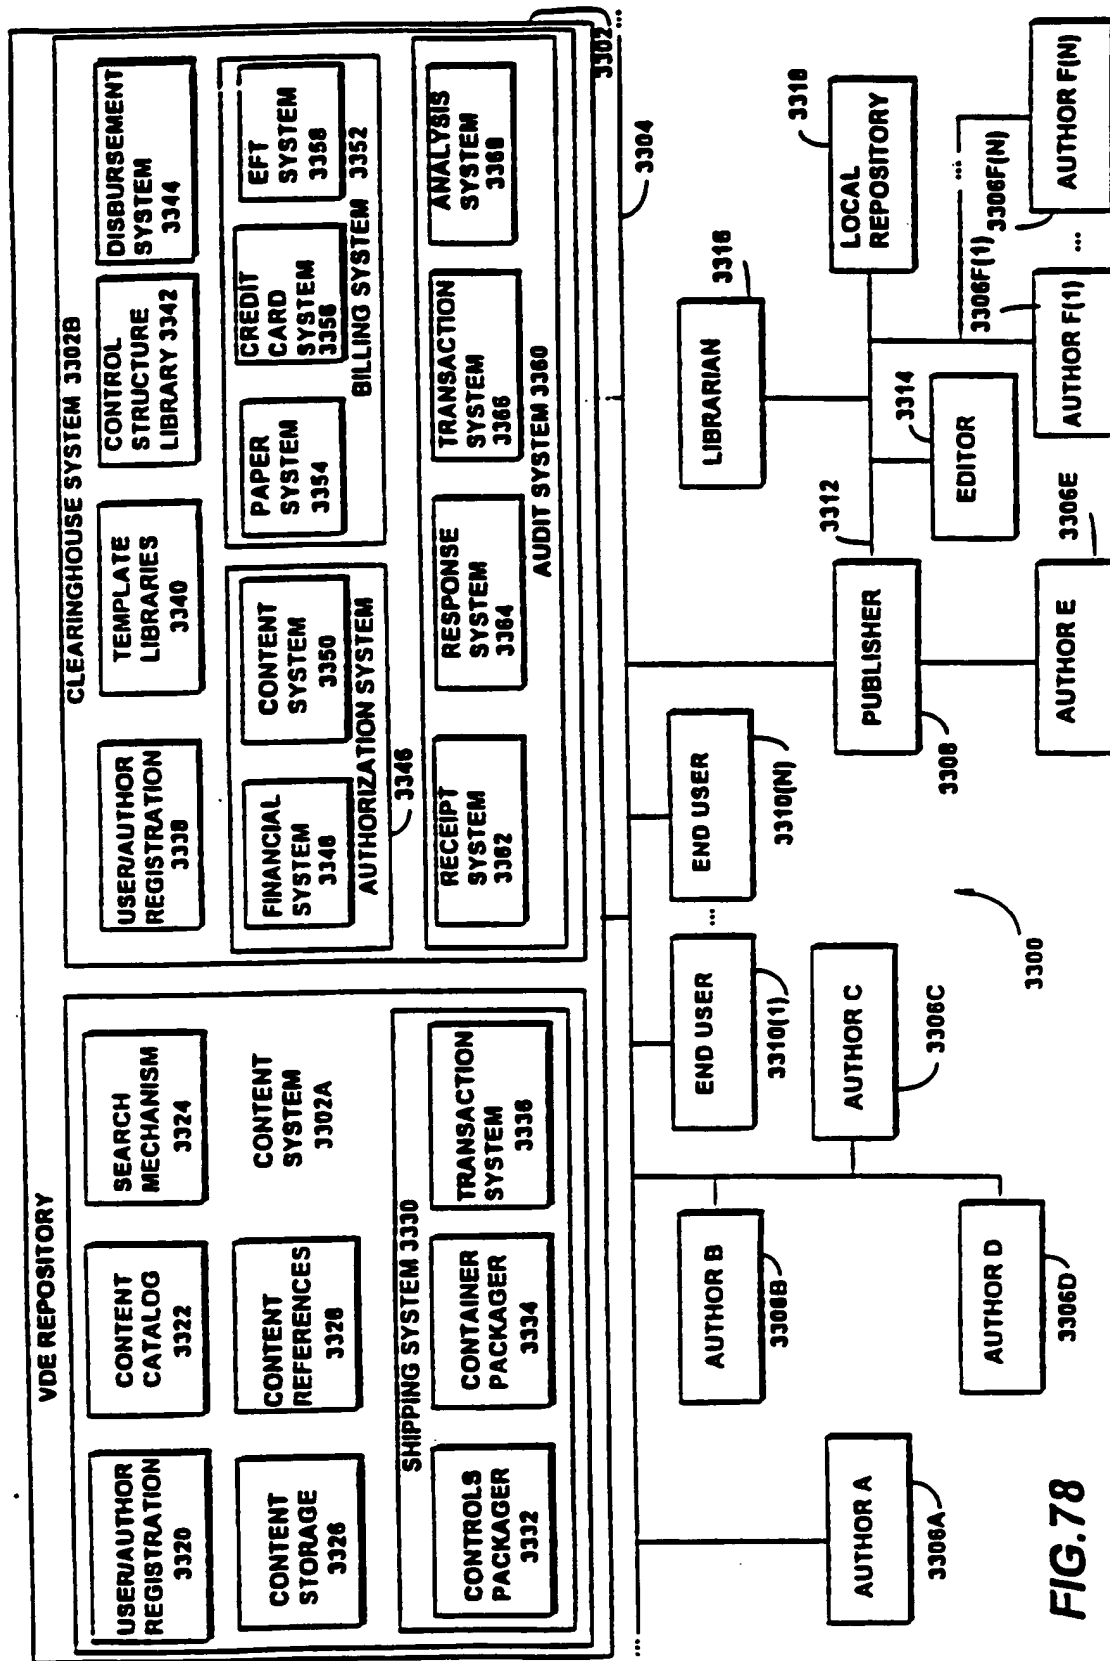 VDE REPOSITORY
USER/AUTHOR
REGISTRATION
3320
CONTENT
CATALOG
3322
SEARCH
MECHANISM
3324
CONTENT
STORAGE
3326
CONTENT
REFERENCES
3328
CONTENT
SYSTEM
3302A
SHIPPING SYSTEM 3330
CONTROLS
PACKAGER
3332
CONTAINER
PACKAGER
3334
TRANSACTION
SYSTEM
3336
CLEARINGHOUSE SYSTEM 3302B
USER/AUTHOR
REGISTRATION
3338
TEMPLATE
LIBRARIES
3340
CONTROL
STRUCTURE
LIBRARY 3342
DISBURSEMENT
SYSTEM
3344
FINANCIAL
SYSTEM
3348
CONTENT
SYSTEM
3350
AUTHORIZATION SYSTEM
3346
PAPER
SYSTEM
3354
CREDIT
CARD
SYSTEM
3356
EFT
SYSTEM
3358
BILLING SYSTEM 3352
RECEIPT
SYSTEM
3362
RESPONSE
SYSTEM
3364
TRANSACTION
SYSTEM
3366
ANALYSIS
SYSTEM
3368
AUDIT SYSTEM 3360
3302
...
...
3304
AUTHOR A
3306A
AUTHOR B
3306B
AUTHOR C
3306C
AUTHOR D
3306D
END USER
3310(1)
...
END USER
3310(N)
3300
PUBLISHER
3308
3312
AUTHOR E
3306E
EDITOR
3314
LIBRARIAN
3316
LOCAL
REPOSITORY
3318
AUTHOR F(1)
3306F(1)
...
...
AUTHOR F(N)
3306F(N)
FIG.78